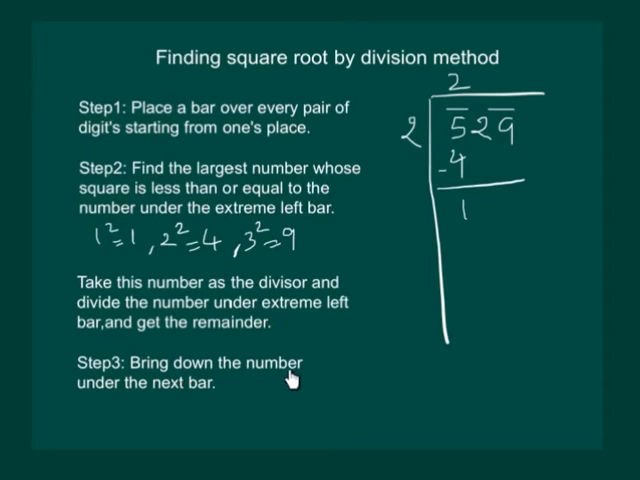 Finding square root by division method
Step1: Place a bar over every pair of
digit's starting from one's place.
Step2: Find the largest number whose
square is less than or equal to the
number under the extreme left bar.
1²=1, 2²=4, 3²=9
Take this number as the divisor and
divide the number under extreme left
bar,and get the remainder.
Step3: Bring down the number
under the next bar.
2
2 529
-4
1